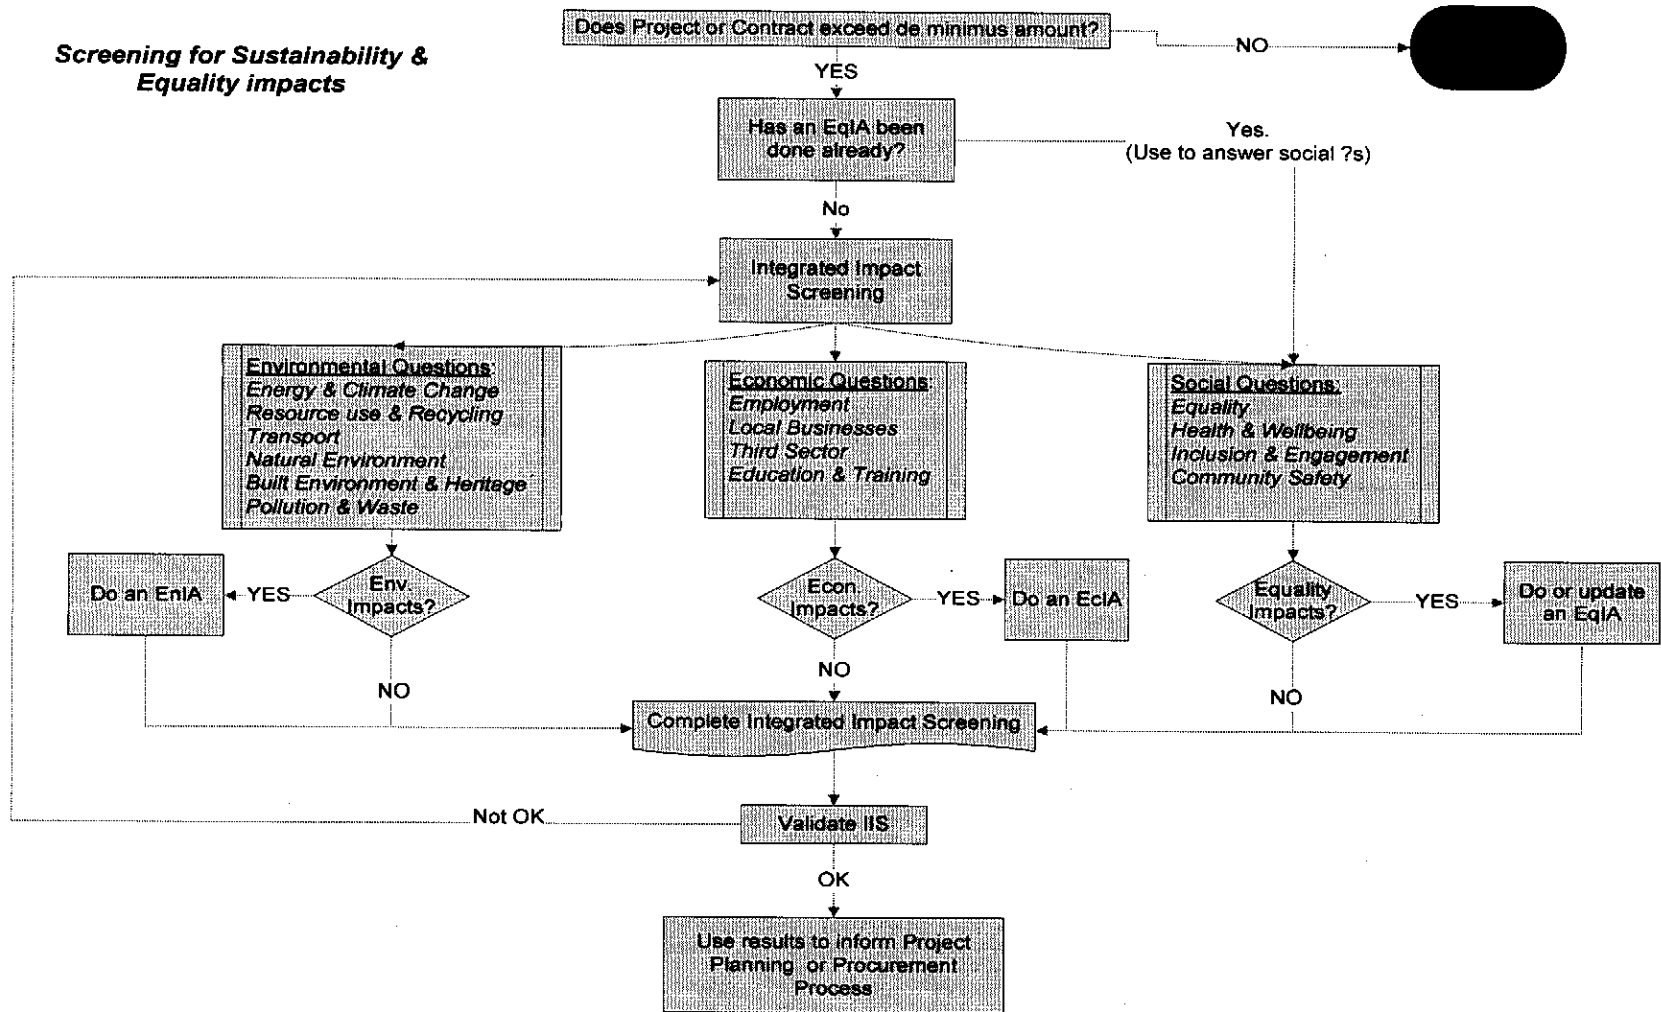 Screening for Sustainability &
Equality impacts
Does Project or Contract exceed de minimus amount?
NO
YES
Has an EqIA been
done already?
Yes.
(Use to answer social ?s)
No
Integrated Impact
Screening
Environmental Questions:
Energy & Climate Change
Resource use & Recycling
Transport
Natural Environment
Built Environment & Heritage
Pollution & Waste
Economic Questions:
Employment
Local Businesses
Third Sector
Education & Training
Social Questions:
Equality
Health & Wellbeing
Inclusion & Engagement
Community Safety
Do an EnIA
YES
Env.
Impacts?
Econ.
Impacts?
YES
Do an EcIA
Equality
Impacts?
YES
Do or update
an EqIA
NO
NO
NO
Complete Integrated Impact Screening
Not OK
Validate IIS
OK
Use results to inform Project
Planning or Procurement
Process